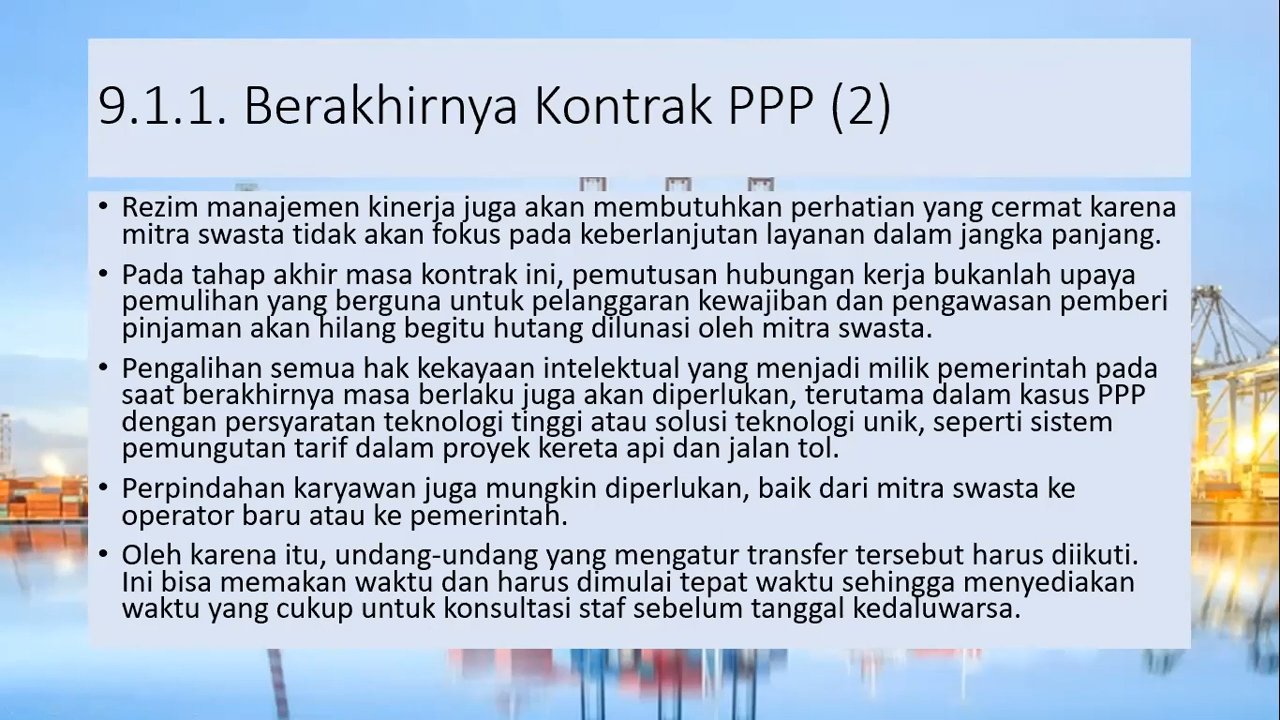 9.1.1. Berakhirnya Kontrak PPP (2)
• Rezim manajemen kinerja juga akan membutuhkan perhatian yang cermat karena
mitra swasta tidak akan fokus pada keberlanjutan layanan dalam jangka panjang.
• Pada tahap akhir masa kontrak ini, pemutusan hubungan kerja bukanlah upaya
pemulihan yang berguna untuk pelanggaran kewajiban dan pengawasan pemberi
pinjaman akan hilang begitu hutang dilunasi oleh mitra swasta.
• Pengalihan semua hak kekayaan intelektual yang menjadi milik pemerintah pada
saat berakhirnya masa berlaku juga akan diperlukan, terutama dalam kasus PPP
dengan persyaratan teknologi tinggi atau solusi teknologi unik, seperti sistem
pemungutan tarif dalam proyek kereta api dan jalan tol.
• Perpindahan karyawan juga mungkin diperlukan, baik dari mitra swasta ke
operator baru atau ke pemerintah.
• Oleh karena itu, undang-undang yang mengatur transfer tersebut harus diikuti.
Ini bisa memakan waktu dan harus dimulai tepat waktu sehingga menyediakan
waktu yang cukup untuk konsultasi staf sebelum tanggal kedaluwarsa.